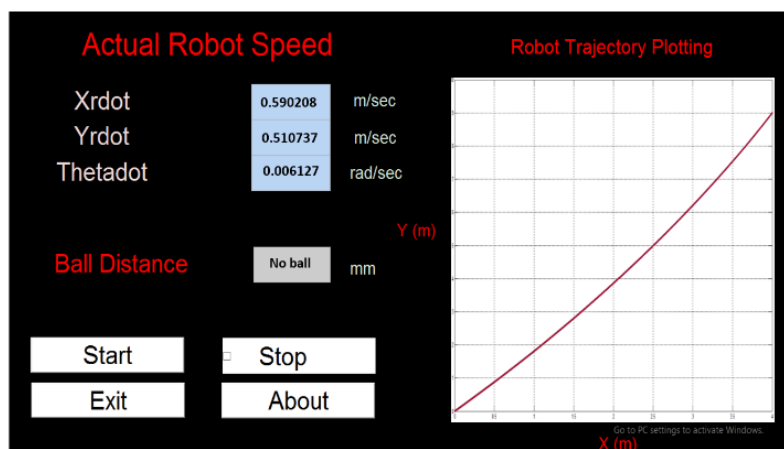 Actual Robot Speed
Xrdot 0.590208 m/sec
Yrdot 0.510737 m/sec
Thetadot 0.006127 rad/sec
Ball Distance No ball mm
Start Stop
Exit About
Robot Trajectory Plotting
Y (m)
Go to PC settings to activate Windows.
X (m)